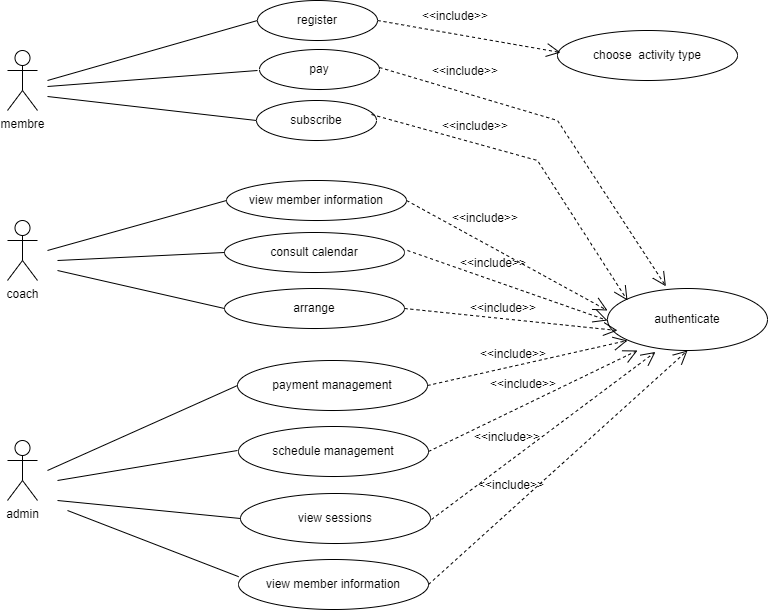 register
<<include>>
choose  activity type
pay
<<include>>
membre
subscribe
<<include>>
view member information
<<include>>
consult calendar
<<include>>
coach
arrange
<<include>>
authenticate
payment management
<<include>>
<<include>>
schedule management
<<include>>
admin
view sessions
<<include>>
view member information